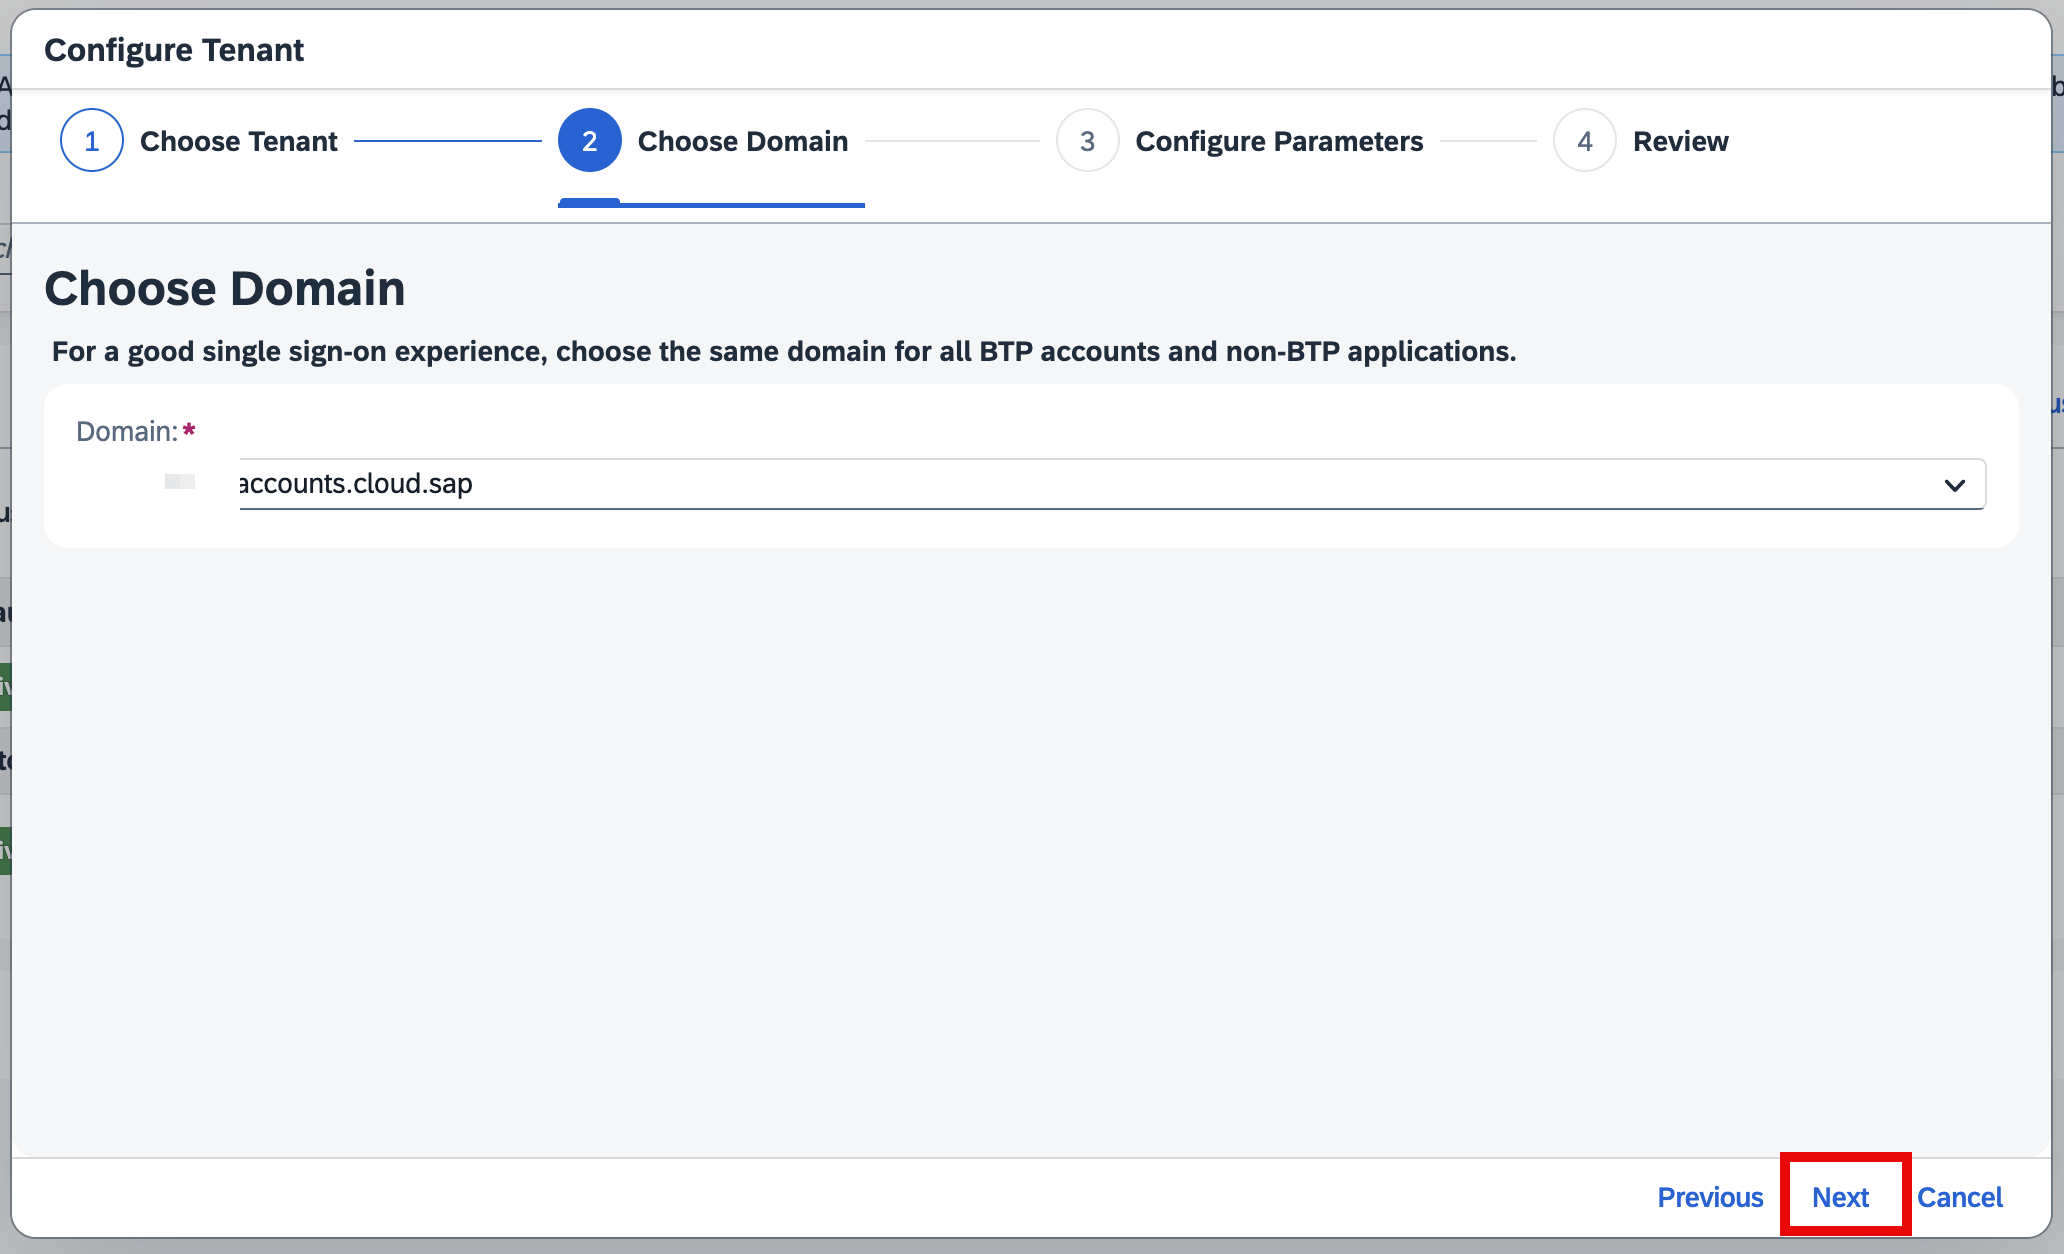 Configure Tenant
1 Choose Tenant 2 Choose Domain 3 Configure Parameters 4 Review
Choose Domain
For a good single sign-on experience, choose the same domain for all BTP accounts and non-BTP applications.
Domain:*
accounts.cloud.sap
Previous Next Cancel